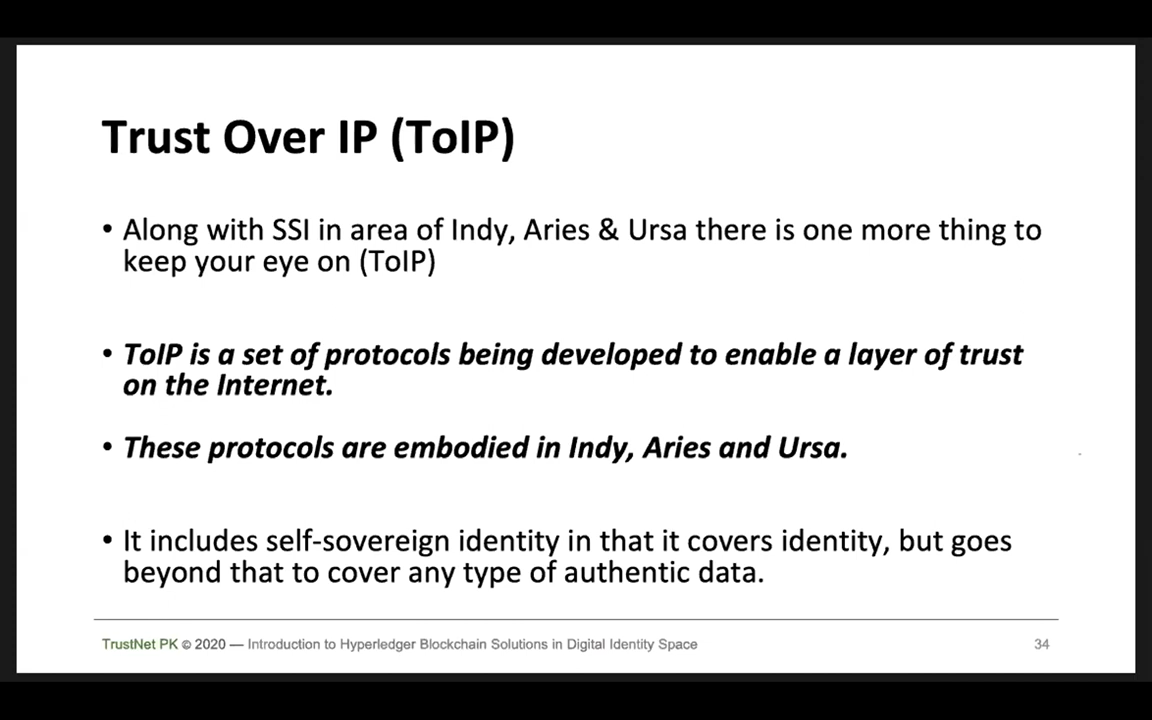 Trust Over IP (ToIP)
• Along with SSI in area of Indy, Aries & Ursa there is one more thing to
keep your eye on (ToIP)
• ToIP is a set of protocols being developed to enable a layer of trust
on the Internet.
• These protocols are embodied in Indy, Aries and Ursa.
• It includes self-sovereign identity in that it covers identity, but goes
beyond that to cover any type of authentic data.
TrustNet PK © 2020 — Introduction to Hyperledger Blockchain Solutions in Digital Identity Space 34